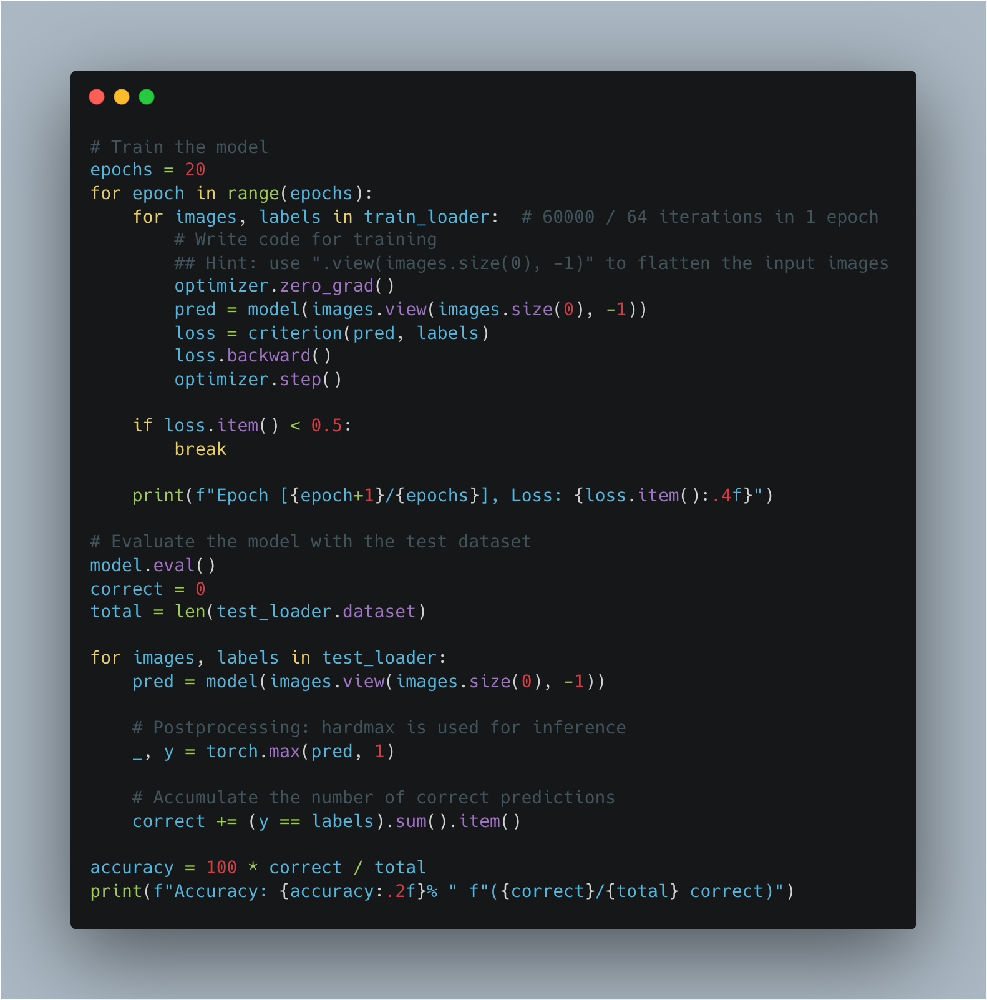 # Train the model
epochs = 20
for epoch in range(epochs):
    for images, labels in train_loader:  # 60000 / 64 iterations in 1 epoch
        # Write code for training
        ## Hint: use ".view(images.size(0), -1)" to flatten the input images
        optimizer.zero_grad()
        pred = model(images.view(images.size(0), -1))
        loss = criterion(pred, labels)
        loss.backward()
        optimizer.step()

    if loss.item() < 0.5:
        break

    print(f"Epoch [{epoch+1}/{epochs}], Loss: {loss.item():.4f}")

# Evaluate the model with the test dataset
model.eval()
correct = 0
total = len(test_loader.dataset)

for images, labels in test_loader:
    pred = model(images.view(images.size(0), -1))

    # Postprocessing: hardmax is used for inference
    _, y = torch.max(pred, 1)

    # Accumulate the number of correct predictions
    correct += (y == labels).sum().item()

accuracy = 100 * correct / total
print(f"Accuracy: {accuracy:.2f}% " f"({correct}/{total} correct)")